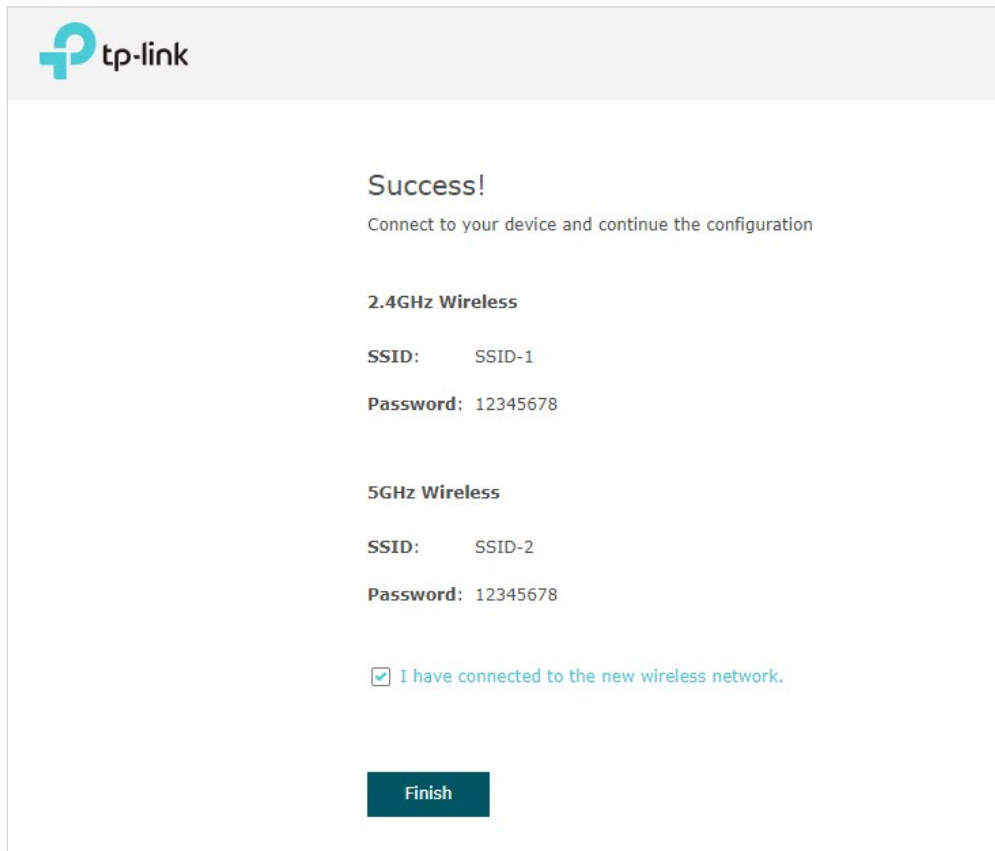 tp-link
Success!
Connect to your device and continue the configuration
2.4GHz Wireless
SSID: SSID-1
Password: 12345678
5GHz Wireless
SSID: SSID-2
Password: 12345678
I have connected to the new wireless network.
Finish